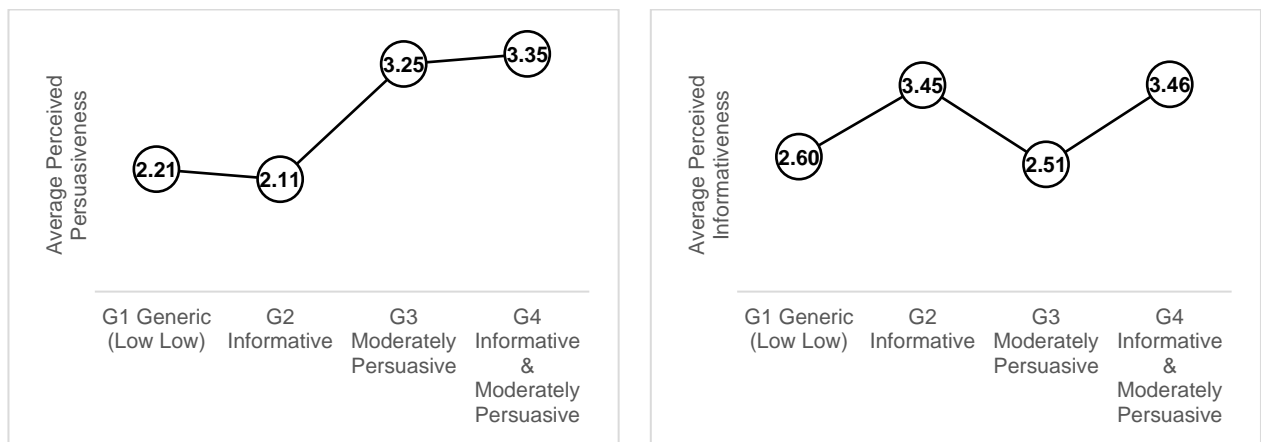 Average Perceived
Persuasiveness
2.21
2.11
3.25
3.35
G1 Generic
(Low Low)
G2
Informative
G3
Moderately
Persuasive
G4
Informative
&
Moderately
Persuasive
Average Perceived
Informativeness
2.60
3.45
2.51
3.46
G1 Generic
(Low Low)
G2
Informative
G3
Moderately
Persuasive
G4
Informative
&
Moderately
Persuasive